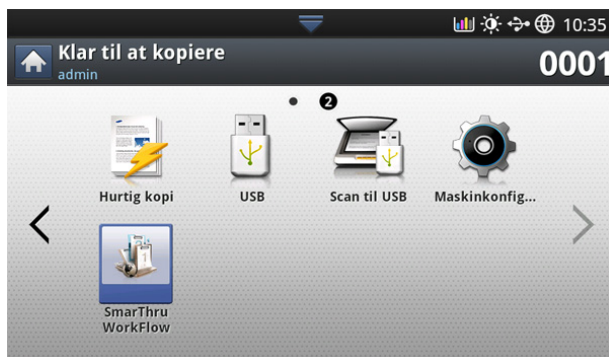 10:35
Klar til at kopiere
admin
0001
2
Hurtig kopi
USB
Scan til USB
Maskinkonfig...
SmarThru
WorkFlow